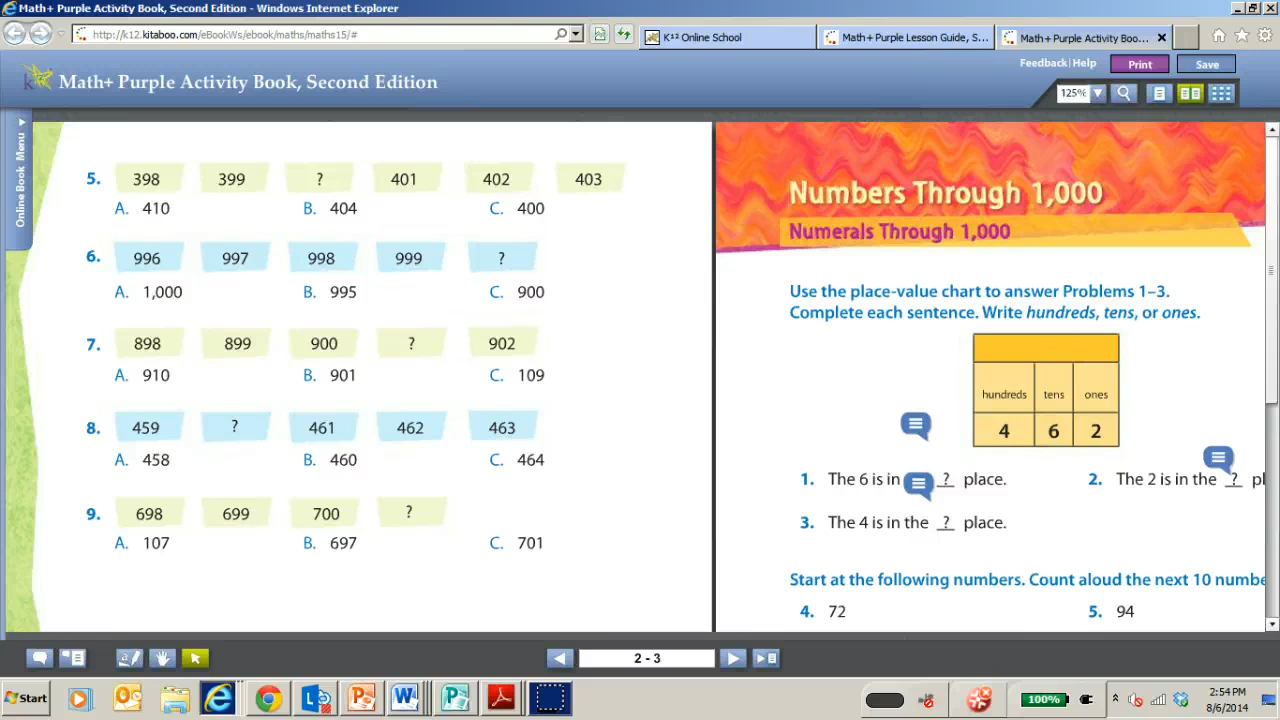 Math+ Purple Activity Book, Second Edition - Windows Internet Explorer
http://k12.kitaboo.com/eBookWs/ebook/maths/maths15/#
K¹² Online School
Math+ Purple Lesson Guide, S...
Math+ Purple Activity Boo...
Feedback|Help
Print
Save
Math+ Purple Activity Book, Second Edition
125%
Online Book Menu
5. 398 399 ? 401 402 403
A. 410 B. 404 C. 400
6. 996 997 998 999 ?
A. 1,000 B. 995 C. 900
7. 898 899 900 ? 902
A. 910 B. 901 C. 109
8. 459 ? 461 462 463
A. 458 B. 460 C. 464
9. 698 699 700 ?
A. 107 B. 697 C. 701
Numbers Through 1,000
Numerals Through 1,000
Use the place-value chart to answer Problems 1–3.
Complete each sentence. Write hundreds, tens, or ones.
hundreds tens ones
4 6 2
1. The 6 is in ? place.
2. The 2 is in the ? pl
3. The 4 is in the ? place.
Start at the following numbers. Count aloud the next 10 numbe
4. 72 5. 94
2 - 3
Start
100%
2:54 PM
8/6/2014